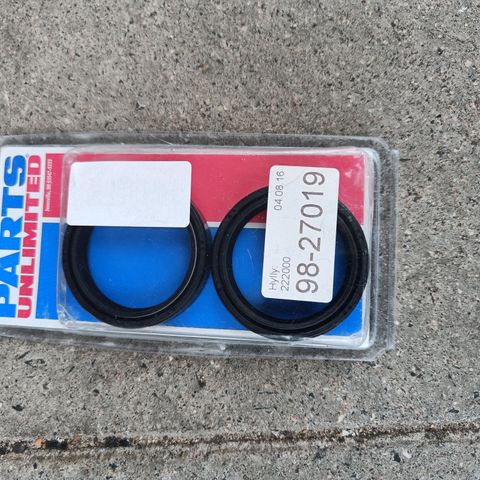 PARTS
UNLIMITED
Hylly:
222000
04.08.16
98-27019